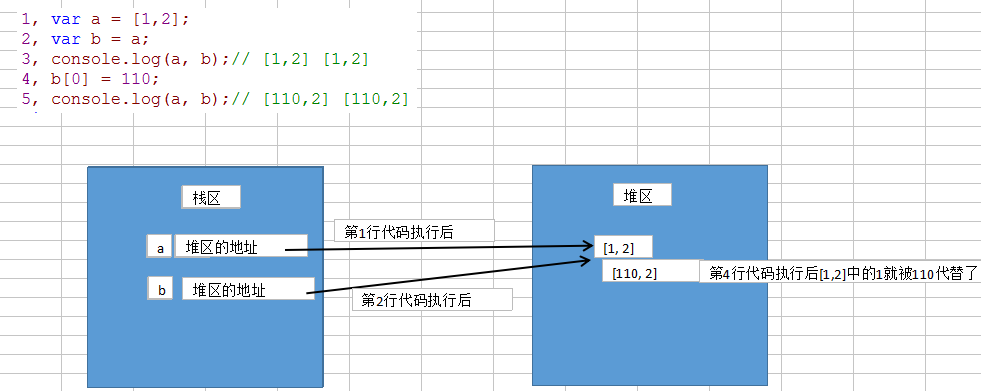 1, var a = [1,2];
2, var b = a;
3, console.log(a, b);// [1,2] [1,2]
4, b[0] = 110;
5, console.log(a, b);// [110,2] [110,2]
栈区
堆区
第1行代码执行后
a 堆区的地址
[1, 2]
[110, 2] 第4行代码执行后[1,2]中的1就被110代替了
b 堆区的地址
第2行代码执行后